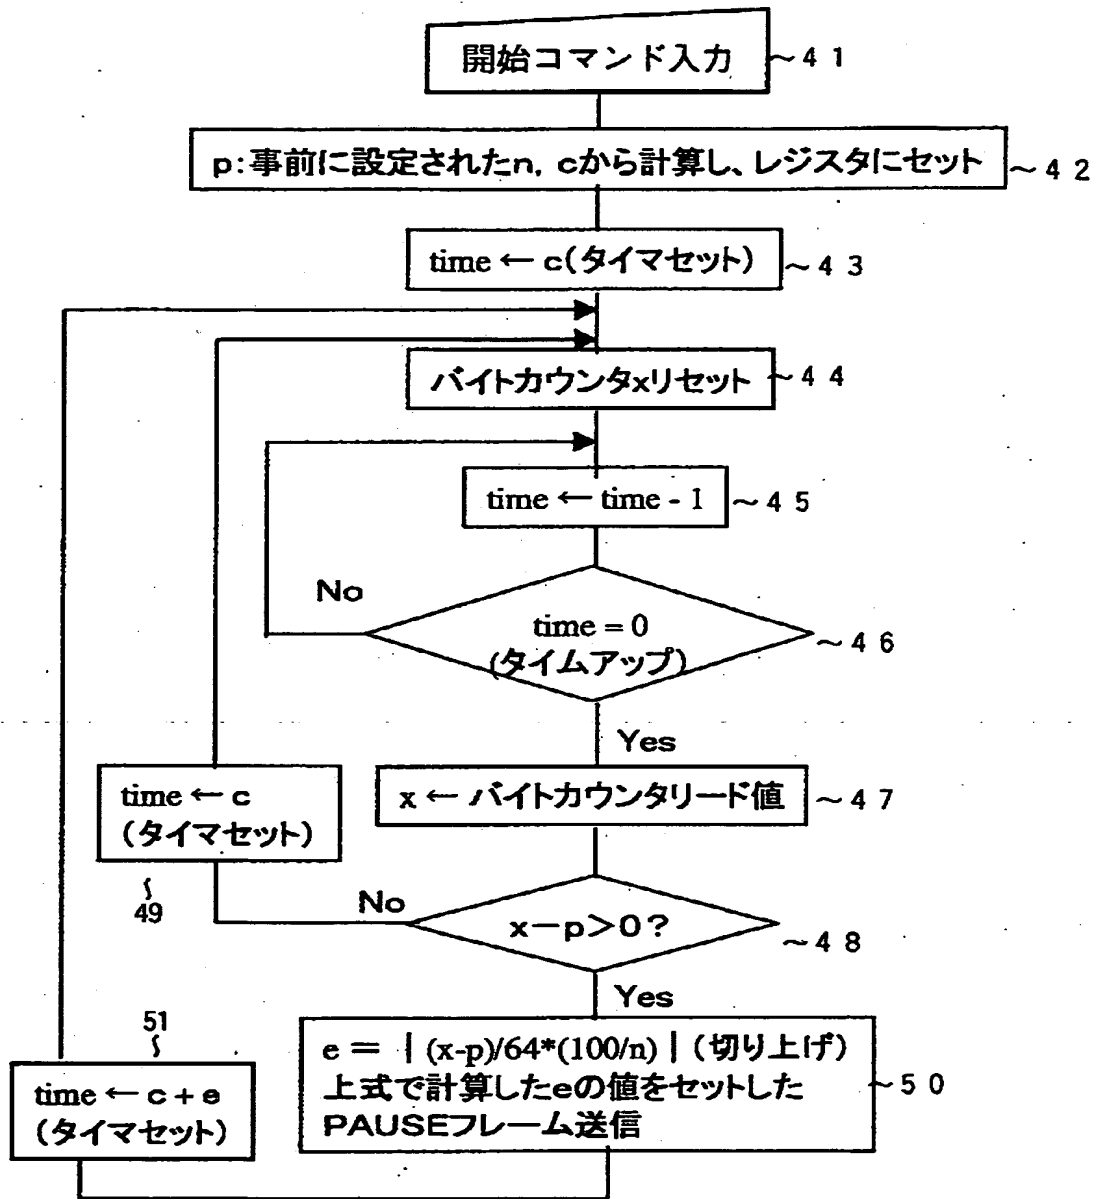 開始コマンド入力
~41
p:事前に設定されたn, cから計算し、レジスタにセット
~42
time ← c(タイマセット)
~43
バイトカウンタxリセット
~44
time ← time - 1
~45
No
time = 0
(タイムアップ)
~46
Yes
time ← c
(タイマセット)
49
x ← バイトカウンタリード値
~47
No
x-p>0?
~48
Yes
51
time ← c + e
(タイマセット)
e = | (x-p)/64*(100/n) | (切り上げ)
上式で計算したeの値をセットした
PAUSEフレーム送信
~50